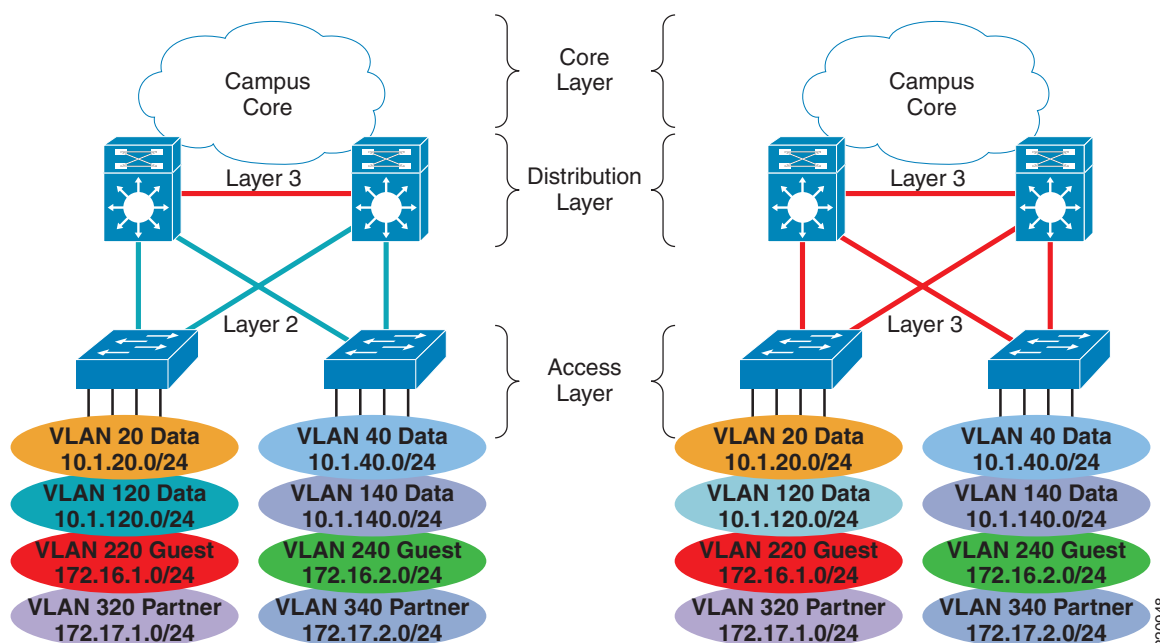 Campus
Core
Core
Layer
Campus
Core
Layer 3
Distribution
Layer
Layer 3
Layer 2
Access
Layer
Layer 3
VLAN 20 Data
10.1.20.0/24
VLAN 40 Data
10.1.40.0/24
VLAN 20 Data
10.1.20.0/24
VLAN 40 Data
10.1.40.0/24
VLAN 120 Data
10.1.120.0/24
VLAN 140 Data
10.1.140.0/24
VLAN 120 Data
10.1.120.0/24
VLAN 140 Data
10.1.140.0/24
VLAN 220 Guest
172.16.1.0/24
VLAN 240 Guest
172.16.2.0/24
VLAN 220 Guest
172.16.1.0/24
VLAN 240 Guest
172.16.2.0/24
VLAN 320 Partner
172.17.1.0/24
VLAN 340 Partner
172.17.2.0/24
VLAN 320 Partner
172.17.1.0/24
VLAN 340 Partner
172.17.2.0/24